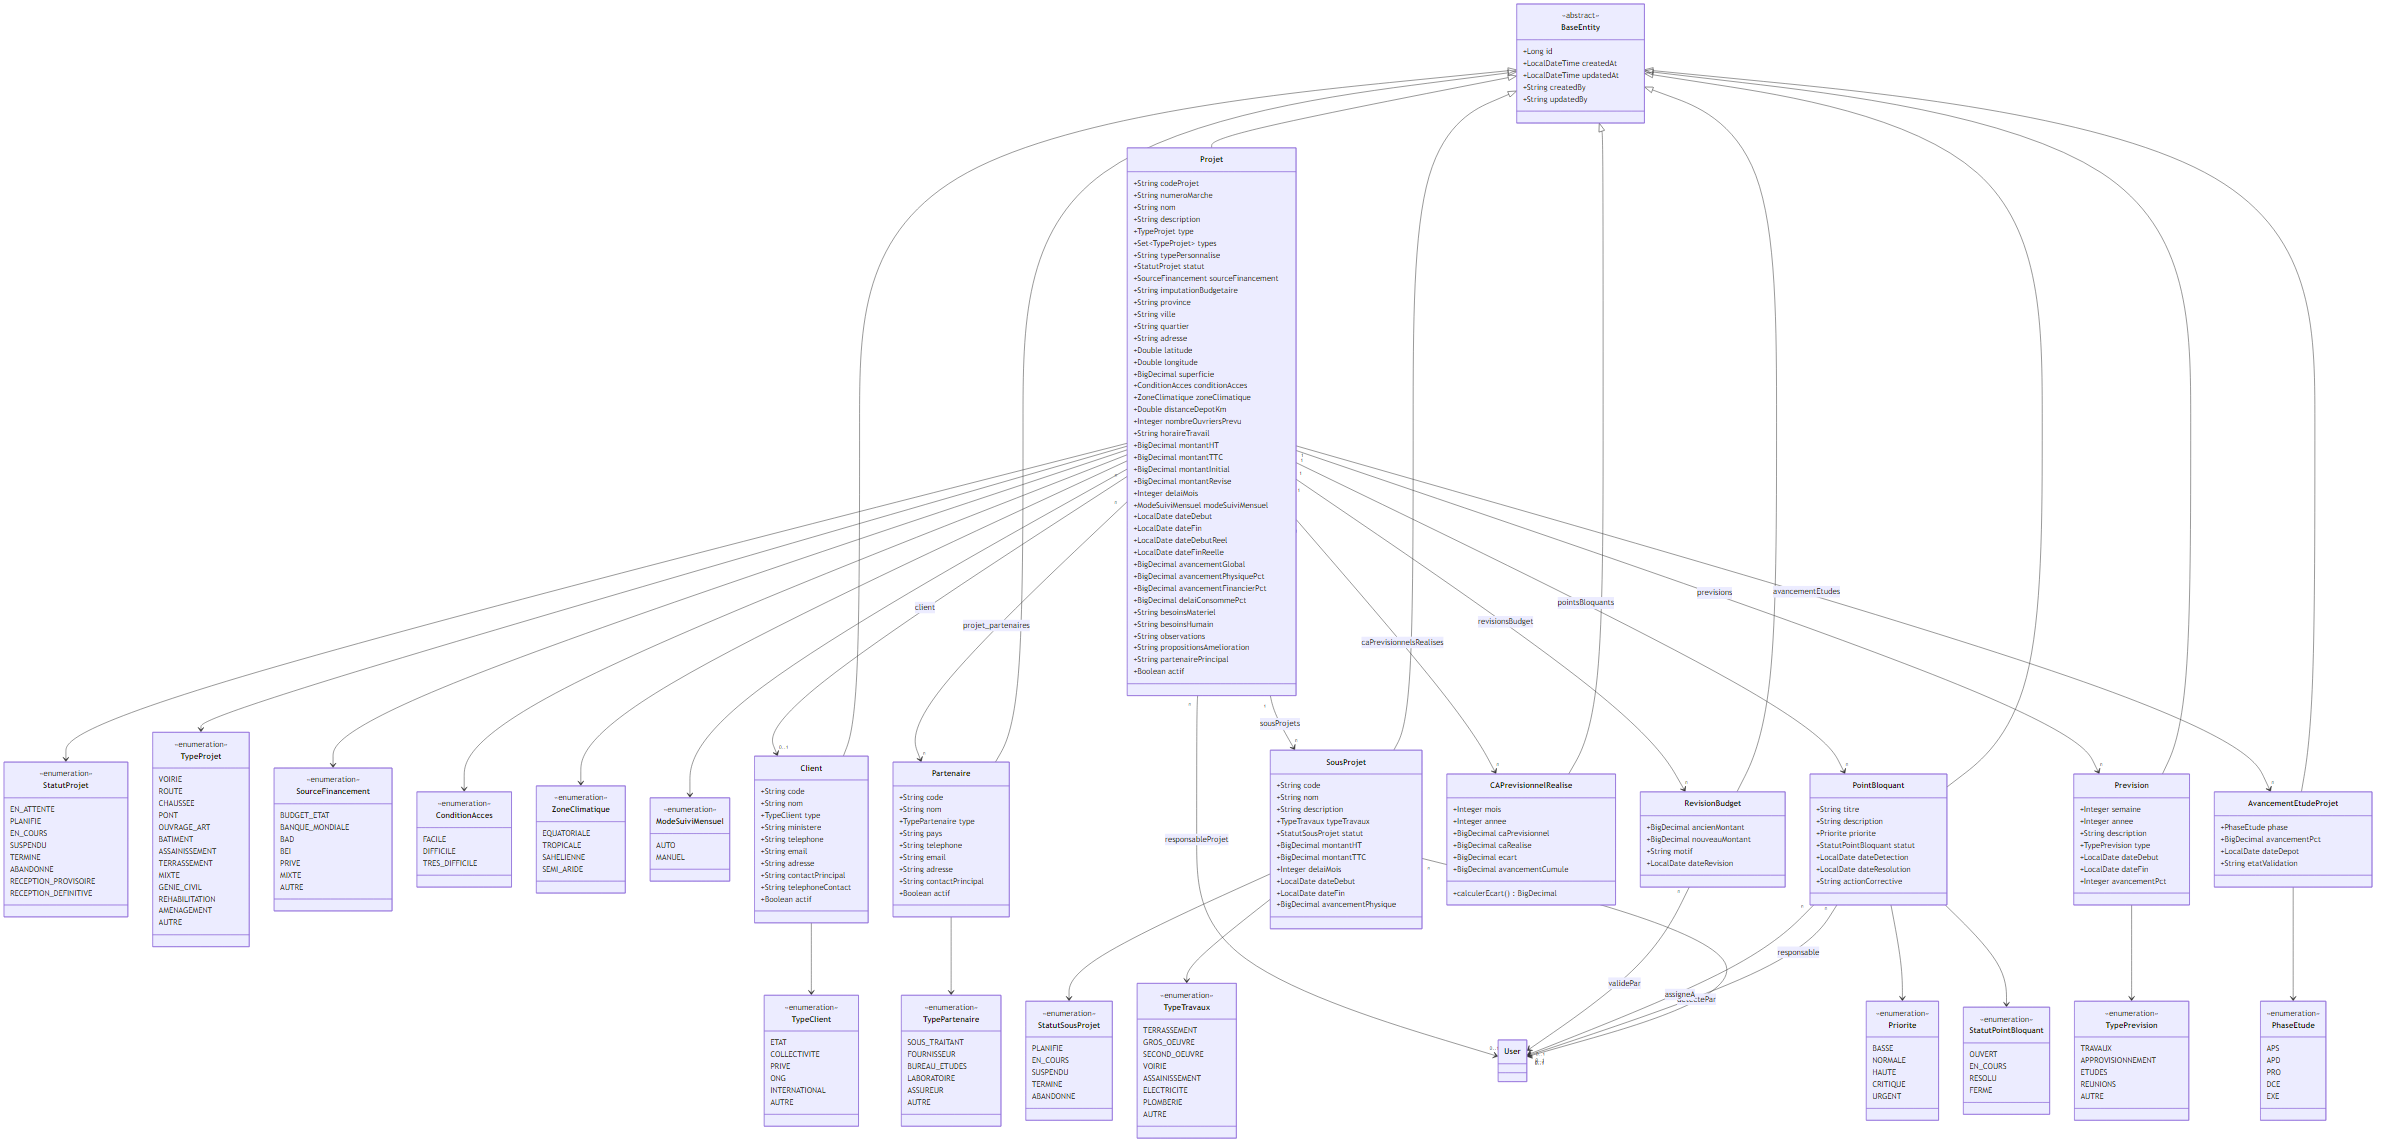 «abstract»
BaseEntity
+Long id
+LocalDateTime createdAt
+LocalDateTime updatedAt
+String createdBy
+String updatedBy
Projet
+String codeProjet
+String numeroMarche
+String nom
+String description
+TypeProjet type
+Set<TypeProjet> types
+String typePersonnalise
+StatutProjet statut
+SourceFinancement sourceFinancement
+String imputationBudgetaire
+String province
+String ville
+String quartier
+String adresse
+Double latitude
+Double longitude
+BigDecimal superficie
+ConditionAcces conditionAcces
+ZoneClimatique zoneClimatique
+Double distanceDepotKm
+Integer nombreOuvriersPrevu
+String horaireTravail
+BigDecimal montantHT
+BigDecimal montantTTC
+BigDecimal montantInitial
+BigDecimal montantRevise
+Integer delaiMois
+ModeSuiviMensuel modeSuiviMensuel
+LocalDate dateDebut
+LocalDate dateFin
+LocalDate dateDebutReel
+LocalDate dateFinReelle
+BigDecimal avancementGlobal
+BigDecimal avancementPhysiquePct
+BigDecimal avancementFinancierPct
+BigDecimal delaiConsommePct
+String besoinsMateriel
+String besoinsHumain
+String observations
+String propositionsAmelioration
+String partenairePrincipal
+Boolean actif
client
projet_partenaires
responsableProjet
sousProjets
caPrevisionnelsRealises
revisionsBudget
pointsBloquants
previsions
avancementEtudes
«enumeration»
StatutProjet
EN_ATTENTE
PLANIFIE
EN_COURS
SUSPENDU
TERMINE
ABANDONNE
RECEPTION_PROVISOIRE
RECEPTION_DEFINITIVE
«enumeration»
TypeProjet
VOIRIE
ROUTE
CHAUSSEE
PONT
OUVRAGE_ART
BATIMENT
ASSAINISSEMENT
TERRASSEMENT
MIXTE
GENIE_CIVIL
REHABILITATION
AMENAGEMENT
AUTRE
«enumeration»
SourceFinancement
BUDGET_ETAT
BANQUE_MONDIALE
BAD
BEI
PRIVE
MIXTE
AUTRE
«enumeration»
ConditionAcces
FACILE
DIFFICILE
TRES_DIFFICILE
«enumeration»
ZoneClimatique
EQUATORIALE
TROPICALE
SAHELIENNE
SEMI_ARIDE
«enumeration»
ModeSuiviMensuel
AUTO
MANUEL
0..1
Client
+String code
+String nom
+TypeClient type
+String ministere
+String telephone
+String email
+String adresse
+String contactPrincipal
+String telephoneContact
+Boolean actif
n
Partenaire
+String code
+String nom
+TypePartenaire type
+String pays
+String telephone
+String email
+String adresse
+String contactPrincipal
+Boolean actif
n
SousProjet
+String code
+String nom
+String description
+TypeTravaux typeTravaux
+StatutSousProjet statut
+BigDecimal montantHT
+BigDecimal montantTTC
+Integer delaiMois
+LocalDate dateDebut
+LocalDate dateFin
+BigDecimal avancementPhysique
n
CAPrevisionnelRealise
+Integer mois
+Integer annee
+BigDecimal caPrevisionnel
+BigDecimal caRealise
+BigDecimal ecart
+BigDecimal avancementCumule
+calculerEcart() : BigDecimal
n
RevisionBudget
+BigDecimal ancienMontant
+BigDecimal nouveauMontant
+String motif
+LocalDate dateRevision
n
PointBloquant
+String titre
+String description
+Priorite priorite
+StatutPointBloquant statut
+LocalDate dateDetection
+LocalDate dateResolution
+String actionCorrective
n
Prevision
+Integer semaine
+Integer annee
+String description
+TypePrevision type
+LocalDate dateDebut
+LocalDate dateFin
+Integer avancementPct
n
AvancementEtudeProjet
+PhaseEtude phase
+BigDecimal avancementPct
+LocalDate dateDepot
+String etatValidation
validePar
assigneA
responsable
«enumeration»
TypeClient
ETAT
COLLECTIVITE
PRIVE
ONG
INTERNATIONAL
AUTRE
«enumeration»
TypePartenaire
SOUS_TRAITANT
FOURNISSEUR
BUREAU_ETUDES
LABORATOIRE
ASSUREUR
AUTRE
«enumeration»
StatutSousProjet
PLANIFIE
EN_COURS
SUSPENDU
TERMINE
ABANDONNE
«enumeration»
TypeTravaux
TERRASSEMENT
GROS_OEUVRE
SECOND_OEUVRE
VOIRIE
ASSAINISSEMENT
ELECTRICITE
PLOMBERIE
AUTRE
User
«enumeration»
Priorite
BASSE
NORMALE
HAUTE
CRITIQUE
URGENT
«enumeration»
StatutPointBloquant
OUVERT
EN_COURS
RESOLU
FERME
«enumeration»
TypePrevision
TRAVAUX
APPROVISIONNEMENT
ETUDES
REUNIONS
AUTRE
«enumeration»
PhaseEtude
APS
APD
PRO
DCE
EXE